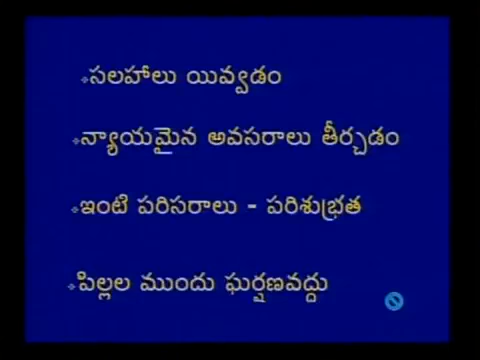 సలహాలు యివ్వడం
న్యాయమైన అవసరాలు తీర్చడం
ఇంటి పరిసరాలు - పరిశుభ్రత
పిల్లల ముందు ఘర్షణవద్దు